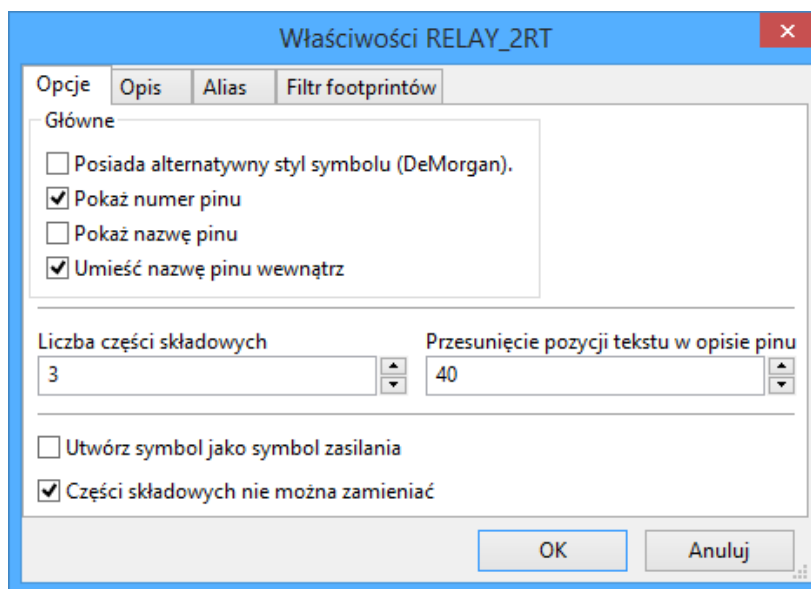 Właściwości RELAY_2RT
Opcje Opis Alias Filtr footprintów
Główne
Posiada alternatywny styl symbolu (DeMorgan).
Pokaż numer pinu
Pokaż nazwę pinu
Umieść nazwę pinu wewnątrz
Liczba części składowych Przesunięcie pozycji tekstu w opisie pinu
3 40
Utwórz symbol jako symbol zasilania
Części składowych nie można zamieniać
OK Anuluj